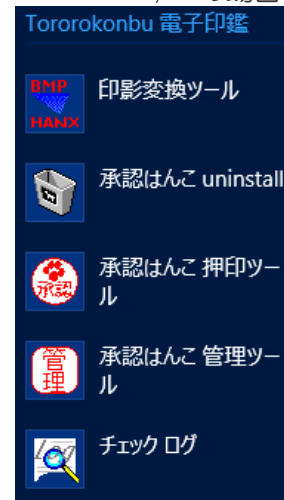 Tororokonbu 電子印鑑
BMP
HANX
印影変換ツール
承認はんこ uninstall
承認
承認はんこ 押印ツー
ル
管理
承認はんこ 管理ツー
ル
チェック ログ